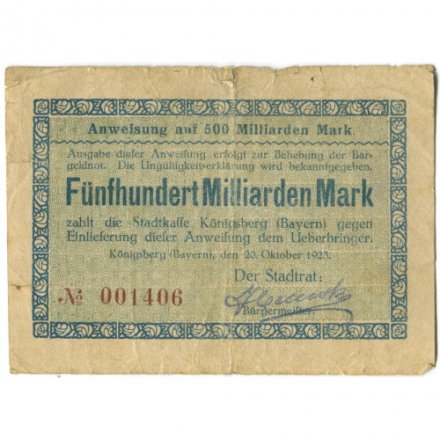 Anweisung auf 500 Milliarden Mark.
Ausgabe dieser Anweisung erfolgt zur Behebung der Bar-
geldnot. Die Ungültigkeitserklärung wird bekanntgegeben.
Fünfhundert Milliarden Mark
zahlt die Stadtkasse Königsberg (Bayern) gegen
Einlieferung dieser Anweisung dem Ueberbringer.
Königsberg (Bayern), den 20. Oktober 1923.
Der Stadtrat:
№ 001406
Bürgermeister.